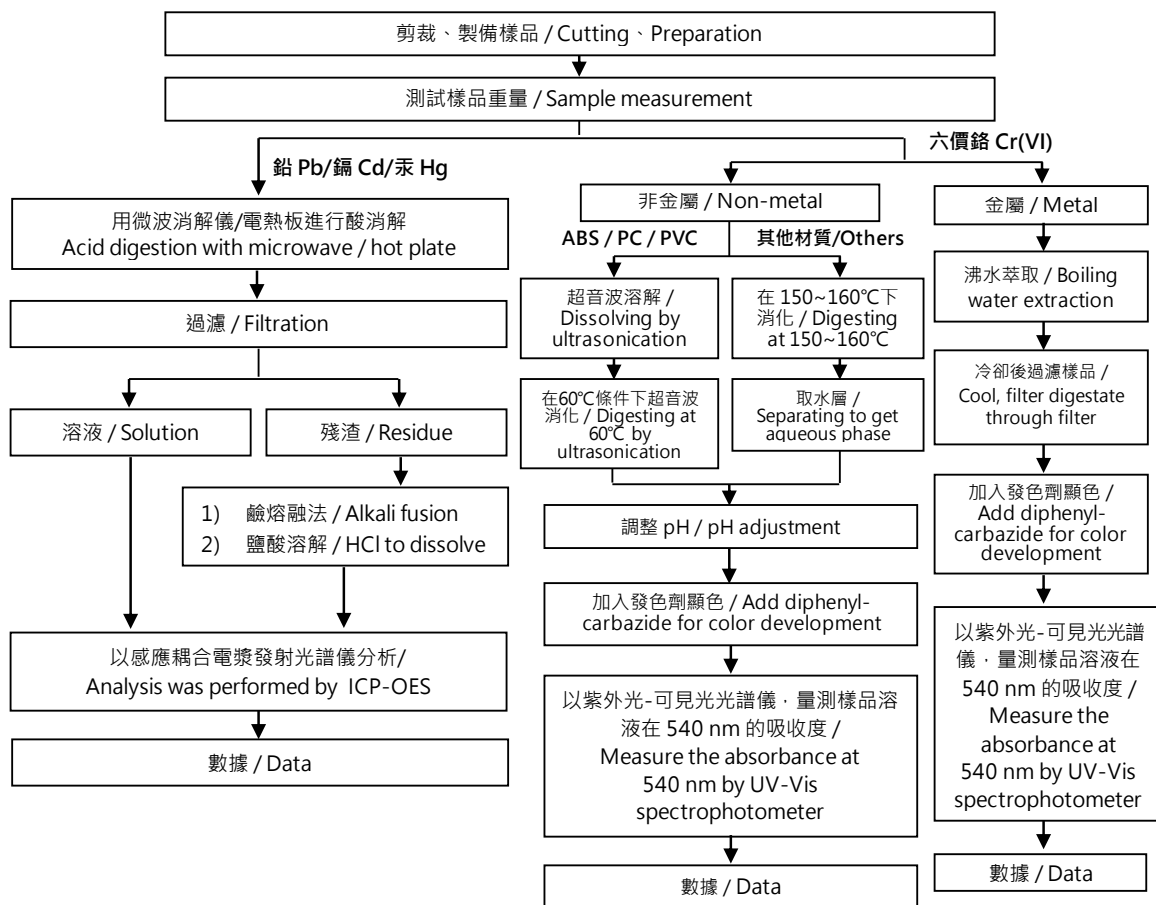 剪裁、製備樣品 / Cutting、Preparation
測試樣品重量 / Sample measurement
鉛 Pb/鎘 Cd/汞 Hg
六價鉻 Cr(VI)
用微波消解儀/電熱板進行酸消解
Acid digestion with microwave / hot plate
過濾 / Filtration
溶液 / Solution
殘渣 / Residue
1) 鹼熔融法 / Alkali fusion
2) 鹽酸溶解 / HCl to dissolve
以感應耦合電漿發射光譜儀分析/
Analysis was performed by ICP-OES
數據 / Data
非金屬 / Non-metal
ABS / PC / PVC
其他材質/Others
超音波溶解 /
Dissolving by
ultrasonication
在60℃條件下超音波
消化 / Digesting at
60℃ by
ultrasonication
在 150~160℃下
消化 / Digesting
at 150~160℃
取水層 /
Separating to get
aqueous phase
調整 pH / pH adjustment
加入發色劑顯色 / Add diphenyl-
carbazide for color development
以紫外光-可見光光譜儀，量測樣品溶
液在 540 nm 的吸收度 /
Measure the absorbance at
540 nm by UV-Vis
spectrophotometer
數據 / Data
金屬 / Metal
沸水萃取 / Boiling
water extraction
冷卻後過濾樣品 /
Cool, filter digestate
through filter
加入發色劑顯色 /
Add diphenyl-
carbazide for color
development
以紫外光-可見光光譜
儀，量測樣品溶液在
540 nm 的吸收度 /
Measure the
absorbance at
540 nm by UV-Vis
spectrophotometer
數據 / Data